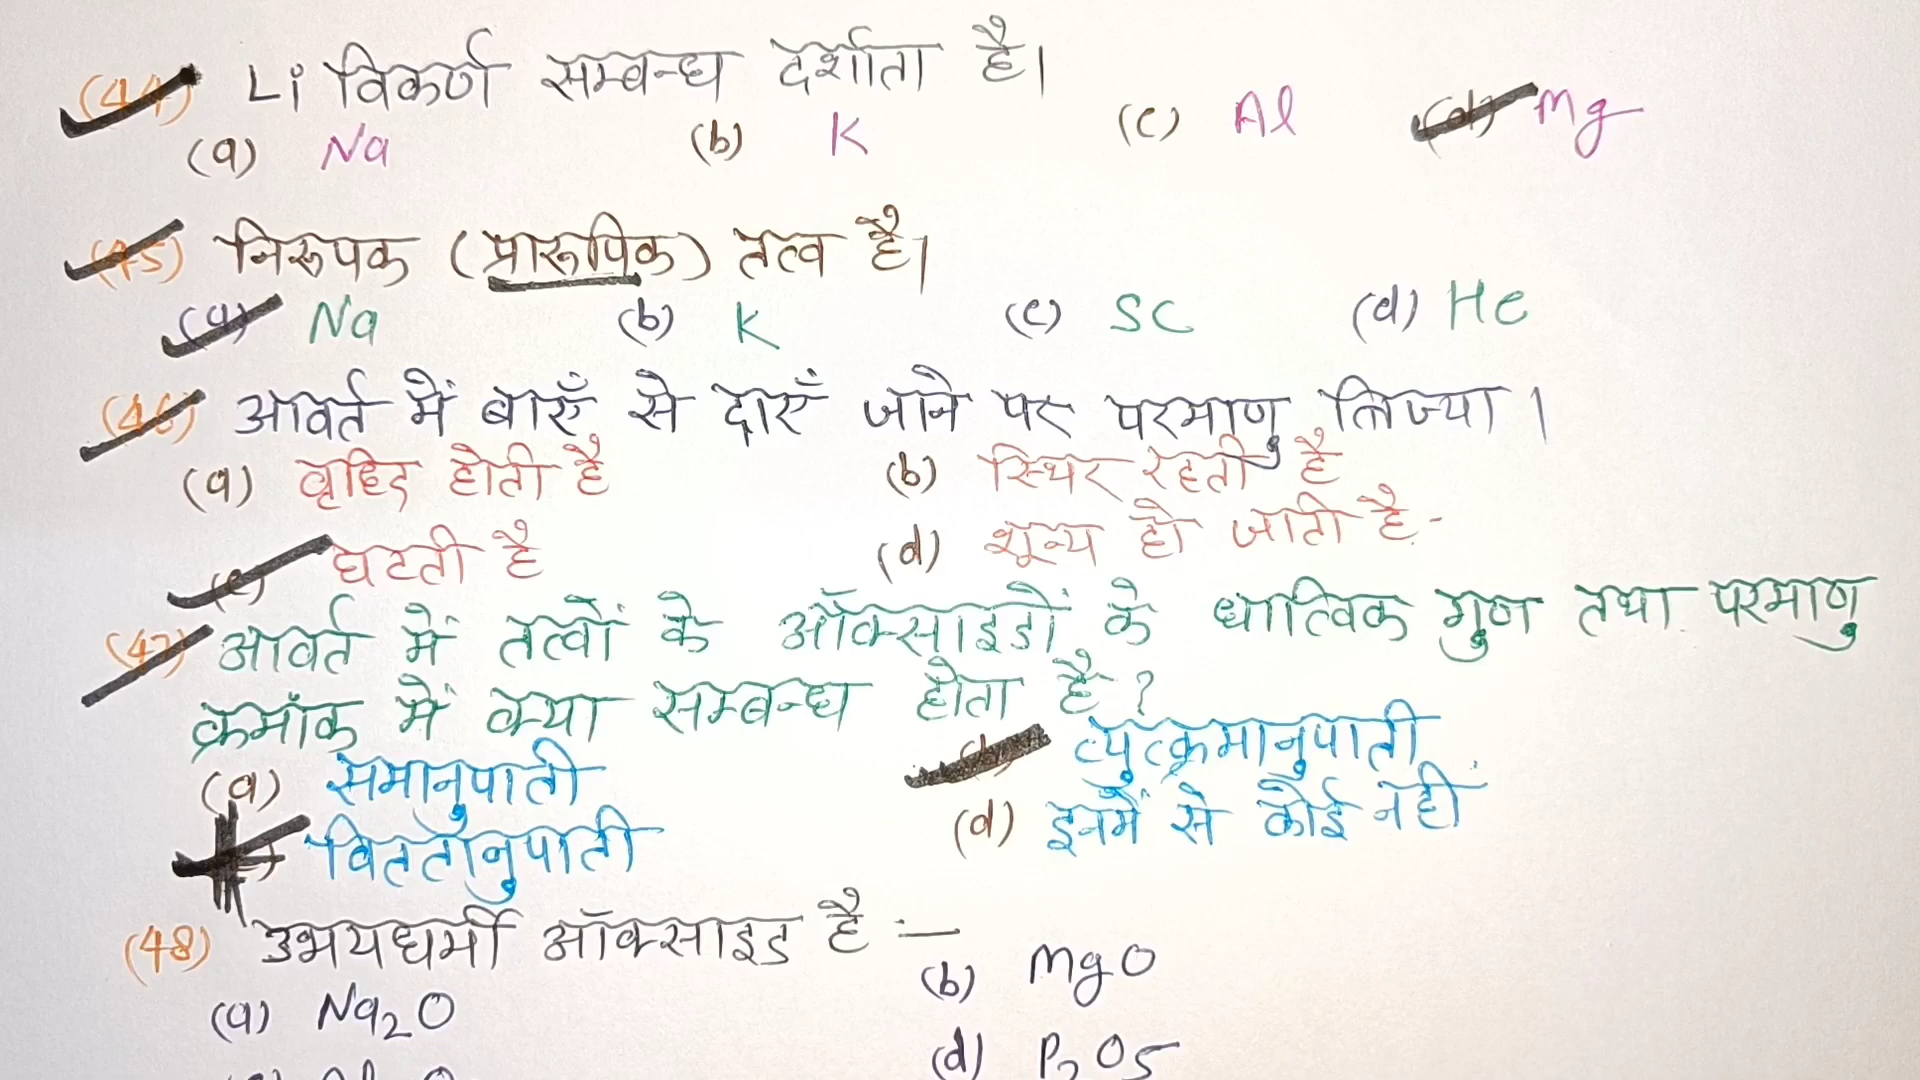 (44) Li विकर्ण सम्बन्ध दर्शाता है।
(a) Na (b) K (c) Al (d) Mg
(45) निरूपक (प्रारूपिक) तत्व है।
(a) Na (b) K (c) SC (d) He
(46) आवर्त में बाएँ से दाएँ जाने पर परमाणु त्रिज्या।
(a) वृद्धि होती है (b) स्थिर रहती है
(c) घटती है (d) शून्य हो जाती है-
(47) आवर्त में तत्वों के ऑक्साइडों के धात्विक गुण तथा परमाणु
क्रमांक में क्या सम्बन्ध होता है?
(a) समानुपाती व्युत्क्रमानुपाती
विततानुपाती (d) इनमें से कोई नहीं
(48) उभयधर्मी ऑक्साइड है :—
(a) Na₂O (b) MgO
(d) P₂O₅